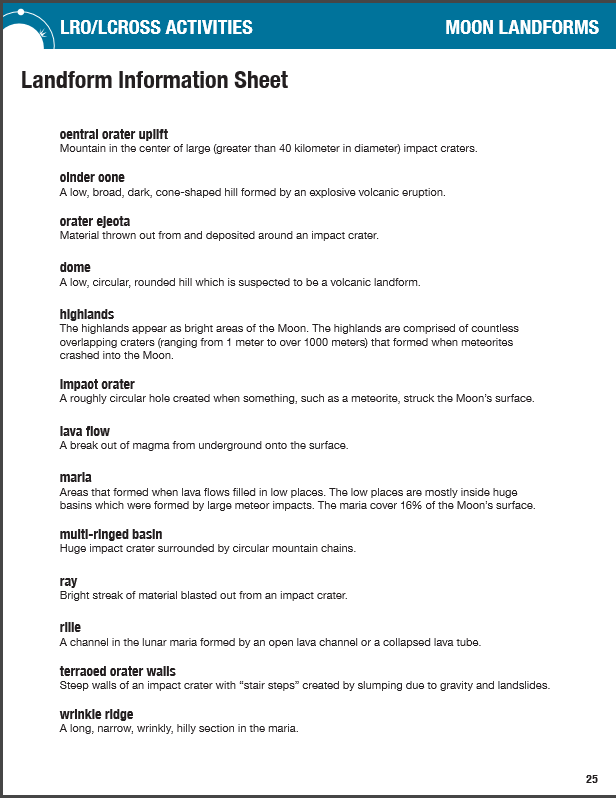 LRO/LCROSS ACTIVITIES
MOON LANDFORMS
Landform Information Sheet
central crater uplift
Mountain in the center of large (greater than 40 kilometer in diameter) impact craters.
cinder cone
A low, broad, dark, cone-shaped hill formed by an explosive volcanic eruption.
crater ejecta
Material thrown out from and deposited around an impact crater.
dome
A low, circular, rounded hill which is suspected to be a volcanic landform.
highlands
The highlands appear as bright areas of the Moon. The highlands are comprised of countless
overlapping craters (ranging from 1 meter to over 1000 meters) that formed when meteorites
crashed into the Moon.
impact crater
A roughly circular hole created when something, such as a meteorite, struck the Moon's surface.
lava flow
A break out of magma from underground onto the surface.
maria
Areas that formed when lava flows filled in low places. The low places are mostly inside huge
basins which were formed by large meteor impacts. The maria cover 16% of the Moon's surface.
multi-ringed basin
Huge impact crater surrounded by circular mountain chains.
ray
Bright streak of material blasted out from an impact crater.
rille
A channel in the lunar maria formed by an open lava channel or a collapsed lava tube.
terraced crater walls
Steep walls of an impact crater with “stair steps” created by slumping due to gravity and landslides.
wrinkle ridge
A long, narrow, wrinkly, hilly section in the maria.
25